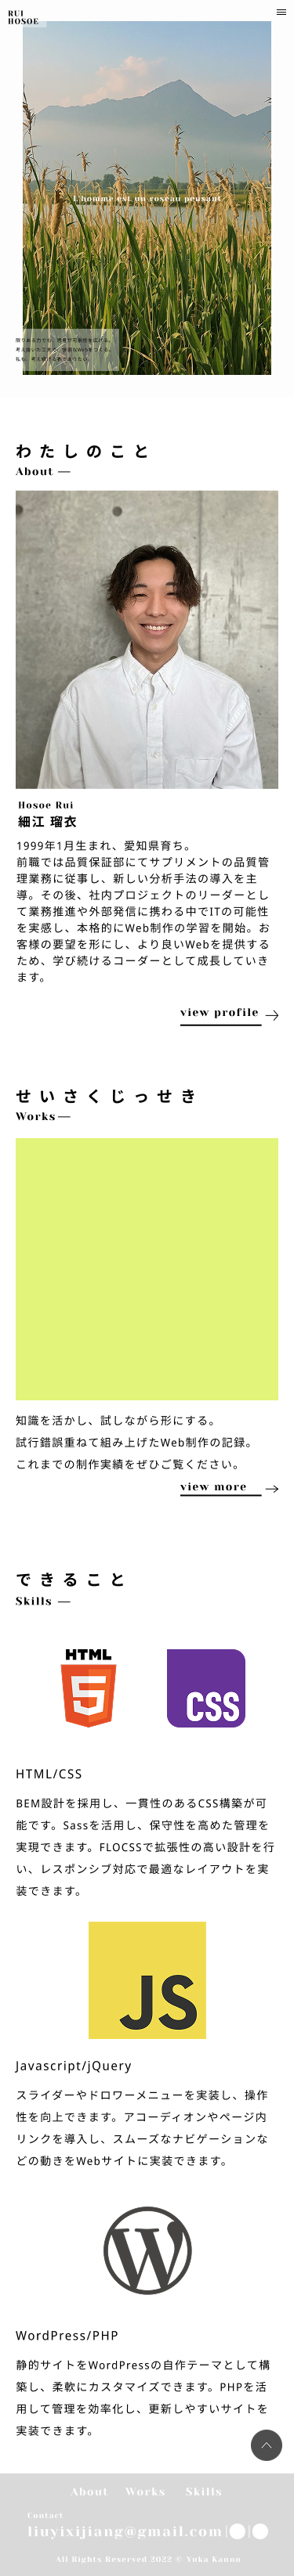 RUI
HOSOE
L'homme est un roseau pensant
わたしのこと
About
Hosoe Rui
細江 瑠衣
1999年1月生まれ、愛知県育ち。
前職では品質保証部にてサプリメントの品質管
理業務に従事し、新しい分析手法の導入を主
導。その後、社内プロジェクトのリーダーとし
て業務推進や外部発信に携わる中でITの可能性
を実感し、本格的にWeb制作の学習を開始。お
客様の要望を形にし、より良いWebを提供する
ため、学び続けるコーダーとして成長していき
ます。
view profile
せいさくじっせき
Works
知識を活かし、試しながら形にする。
試行錯誤重ねて組み上げたWeb制作の記録。
これまでの制作実績をぜひご覧ください。
view more
できること
Skills
HTML
5
CSS
HTML/CSS
BEM設計を採用し、一貫性のあるCSS構築が可
能です。Sassを活用し、保守性を高めた管理を
実現できます。FLOCSSで拡張性の高い設計を行
い、レスポンシブ対応で最適なレイアウトを実
装できます。
JS
Javascript/jQuery
スライダーやドロワーメニューを実装し、操作
性を向上できます。アコーディオンやページ内
リンクを導入し、スムーズなナビゲーションな
どの動きをWebサイトに実装できます。
W
WordPress/PHP
静的サイトをWordPressの自作テーマとして構
築し、柔軟にカスタマイズできます。PHPを活
用して管理を効率化し、更新しやすいサイトを
実装できます。
About Works Skills
Contact
liuyixijiang@gmail.com
All Rights Reserved 2022 © Yuka Kannu